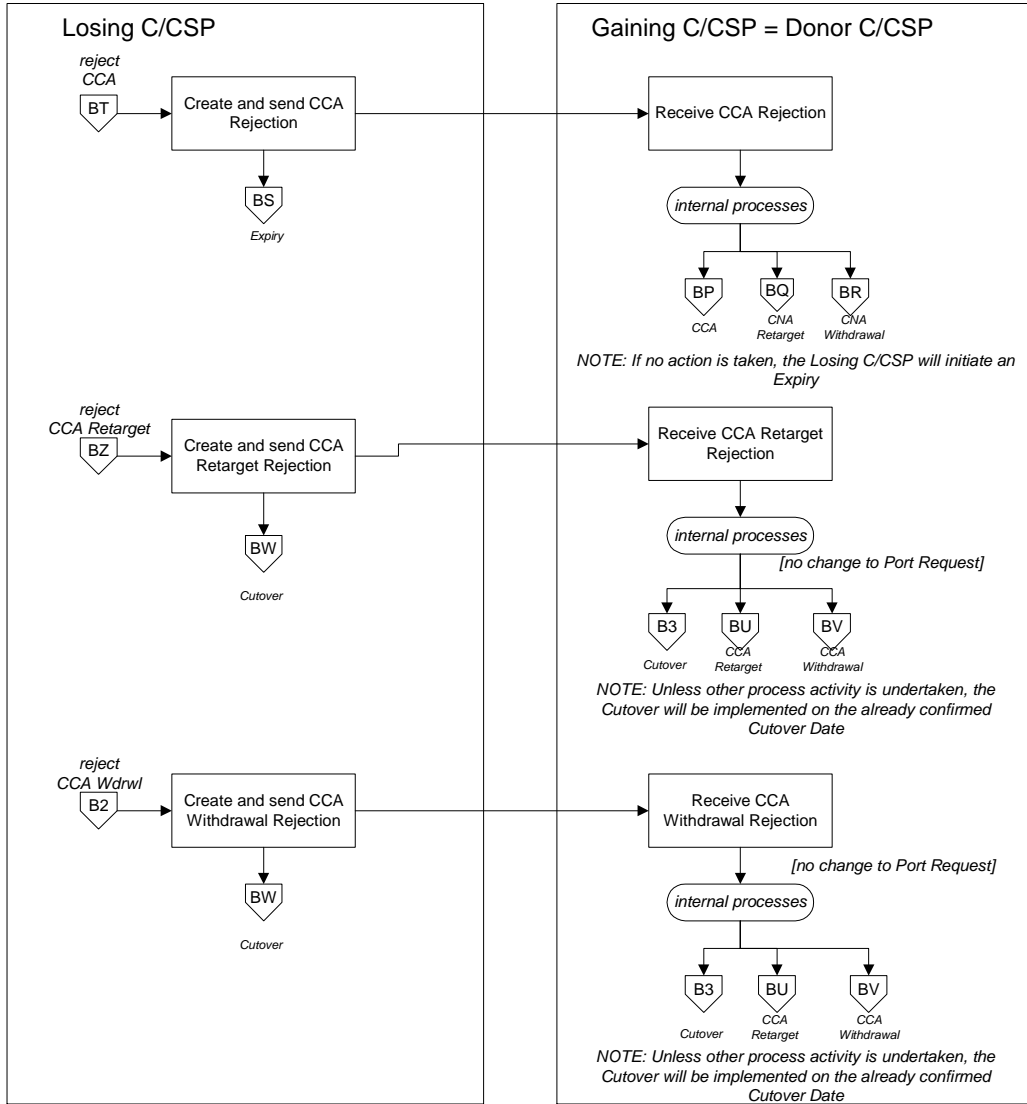 Losing C/CSP
Gaining C/CSP = Donor C/CSP
reject
CCA
BT
Create and send CCA
Rejection
Receive CCA Rejection
BS
Expiry
internal processes
BP
BQ
BR
CCA
CNA
Retarget
CNA
Withdrawal
NOTE: If no action is taken, the Losing C/CSP will initiate an
Expiry
reject
CCA Retarget
BZ
Create and send CCA
Retarget Rejection
Receive CCA Retarget
Rejection
BW
Cutover
internal processes
[no change to Port Request]
B3
BU
BV
Cutover
CCA
Retarget
CCA
Withdrawal
NOTE: Unless other process activity is undertaken, the
Cutover will be implemented on the already confirmed
Cutover Date
reject
CCA Wdrwl
B2
Create and send CCA
Withdrawal Rejection
Receive CCA
Withdrawal Rejection
BW
Cutover
[no change to Port Request]
internal processes
B3
BU
BV
Cutover
CCA
Retarget
CCA
Withdrawal
NOTE: Unless other process activity is undertaken, the
Cutover will be implemented on the already confirmed
Cutover Date